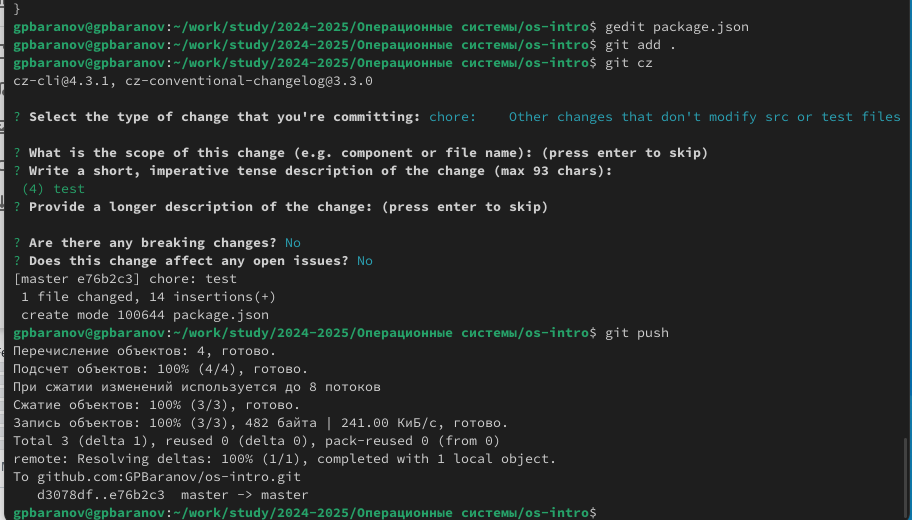 }
gpbaranov@gpbaranov:~/work/study/2024-2025/Операционные системы/os-intro$ gedit package.json
gpbaranov@gpbaranov:~/work/study/2024-2025/Операционные системы/os-intro$ git add .
gpbaranov@gpbaranov:~/work/study/2024-2025/Операционные системы/os-intro$ git cz
cz-cli@4.3.1, cz-conventional-changelog@3.3.0
? Select the type of change that you're committing: chore:    Other changes that don't modify src or test files
? What is the scope of this change (e.g. component or file name): (press enter to skip)
? Write a short, imperative tense description of the change (max 93 chars):
 (4) test
? Provide a longer description of the change: (press enter to skip)
? Are there any breaking changes? No
? Does this change affect any open issues? No
[master e76b2c3] chore: test
 1 file changed, 14 insertions(+)
 create mode 100644 package.json
gpbaranov@gpbaranov:~/work/study/2024-2025/Операционные системы/os-intro$ git push
Перечисление объектов: 4, готово.
Подсчет объектов: 100% (4/4), готово.
При сжатии изменений используется до 8 потоков
Сжатие объектов: 100% (3/3), готово.
Запись объектов: 100% (3/3), 482 байта | 241.00 КиБ/с, готово.
Total 3 (delta 1), reused 0 (delta 0), pack-reused 0 (from 0)
remote: Resolving deltas: 100% (1/1), completed with 1 local object.
To github.com:GPBaranov/os-intro.git
   d3078df..e76b2c3  master -> master
gpbaranov@gpbaranov:~/work/study/2024-2025/Операционные системы/os-intro$